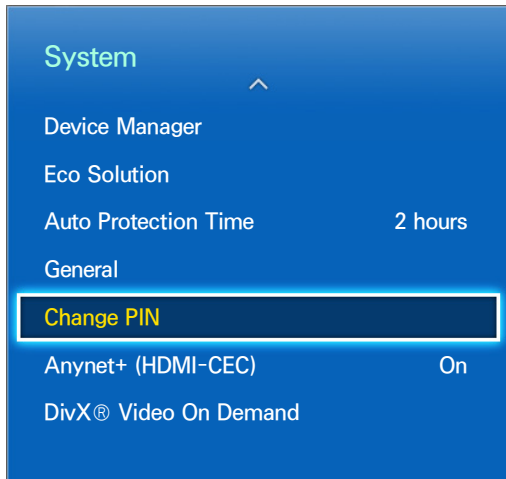 System
Device Manager
Eco Solution
Auto Protection Time 2 hours
General
Change PIN
Anynet+ (HDMI-CEC) On
DivX® Video On Demand